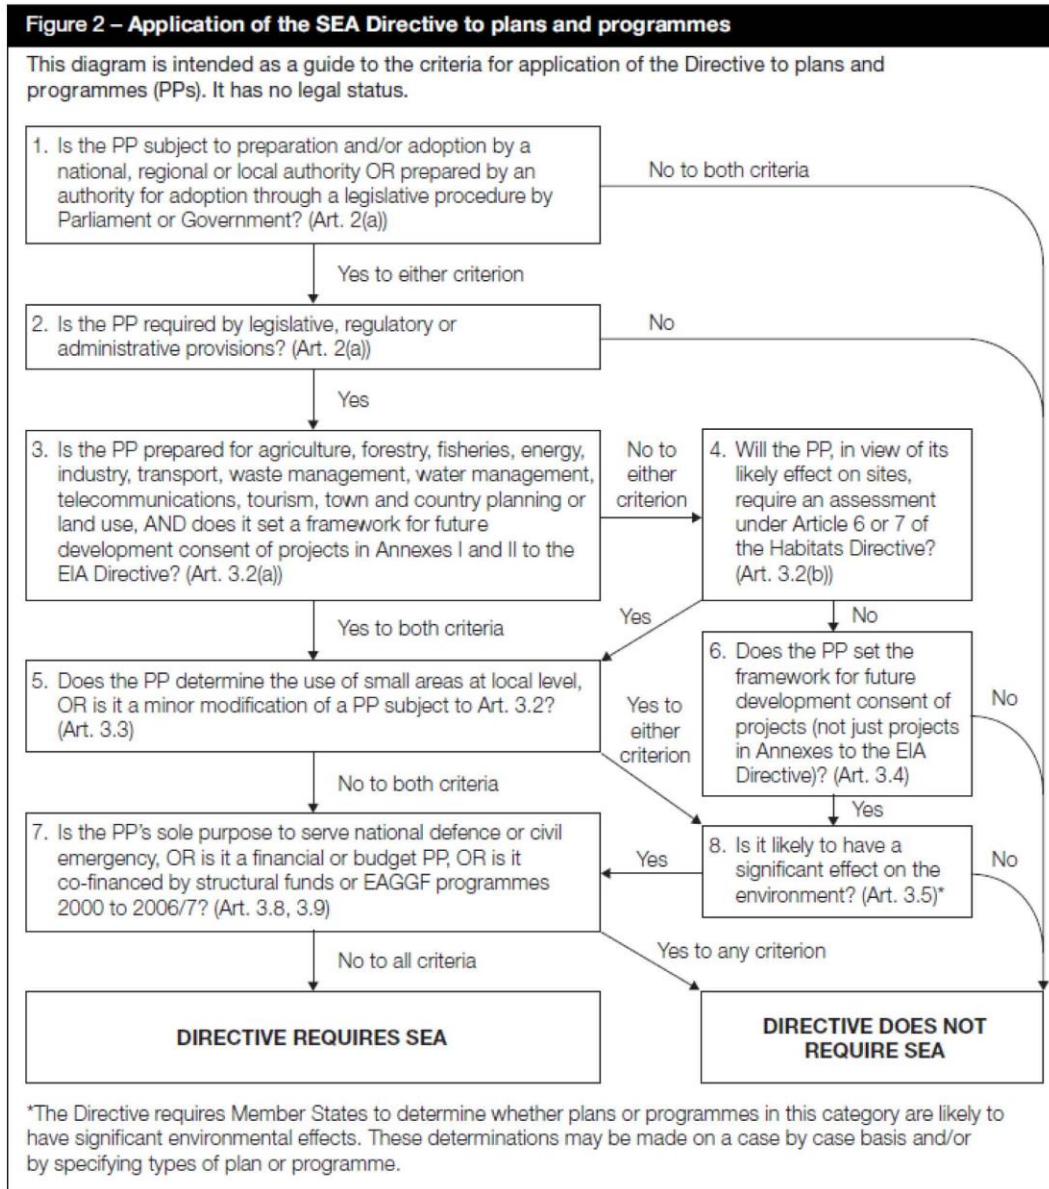 Figure 2 – Application of the SEA Directive to plans and programmes
This diagram is intended as a guide to the criteria for application of the Directive to plans and
programmes (PPs). It has no legal status.
1. Is the PP subject to preparation and/or adoption by a
national, regional or local authority OR prepared by an
authority for adoption through a legislative procedure by
Parliament or Government? (Art. 2(a))
No to both criteria
Yes to either criterion
2. Is the PP required by legislative, regulatory or
administrative provisions? (Art. 2(a))
No
Yes
3. Is the PP prepared for agriculture, forestry, fisheries, energy,
industry, transport, waste management, water management,
telecommunications, tourism, town and country planning or
land use, AND does it set a framework for future
development consent of projects in Annexes I and II to the
EIA Directive? (Art. 3.2(a))
No to
either
criterion
4. Will the PP, in view of its
likely effect on sites,
require an assessment
under Article 6 or 7 of
the Habitats Directive?
(Art. 3.2(b))
Yes to both criteria
Yes
No
5. Does the PP determine the use of small areas at local level,
OR is it a minor modification of a PP subject to Art. 3.2?
(Art. 3.3)
Yes to
either
criterion
6. Does the PP set the
framework for future
development consent of
projects (not just projects
in Annexes to the EIA
Directive)? (Art. 3.4)
No
No to both criteria
Yes
7. Is the PP's sole purpose to serve national defence or civil
emergency, OR is it a financial or budget PP, OR is it
co-financed by structural funds or EAGGF programmes
2000 to 2006/7? (Art. 3.8, 3.9)
Yes
8. Is it likely to have a
significant effect on the
environment? (Art. 3.5)*
No
No to all criteria
Yes to any criterion
DIRECTIVE REQUIRES SEA
DIRECTIVE DOES NOT
REQUIRE SEA
*The Directive requires Member States to determine whether plans or programmes in this category are likely to
have significant environmental effects. These determinations may be made on a case by case basis and/or
by specifying types of plan or programme.